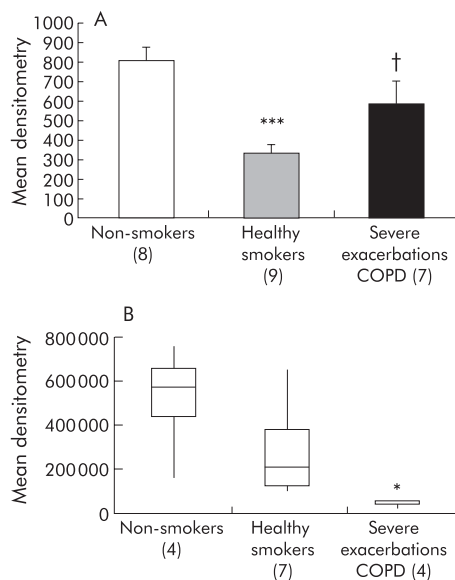 A
1000
900
800
700
600
500
400
300
200
100
0
Mean densitometry
***
†
Non-smokers
(8)
Healthy
smokers
(9)
Severe
exacerbations
COPD (7)
B
800 000
600 000
400 000
200 000
0
Mean densitometry
*
Non-smokers
(4)
Healthy
smokers
(7)
Severe
exacerbations
COPD (4)